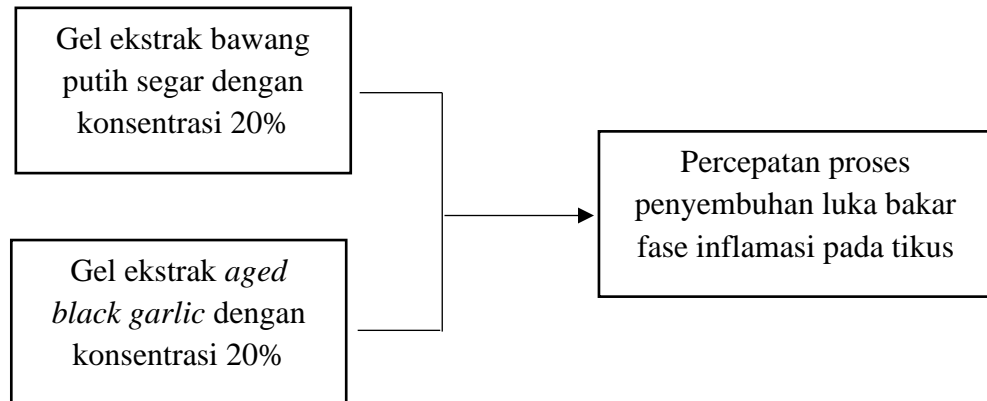 Gel ekstrak bawang
putih segar dengan
konsentrasi 20%
Gel ekstrak aged
black garlic dengan
konsentrasi 20%
Percepatan proses
penyembuhan luka bakar
fase inflamasi pada tikus